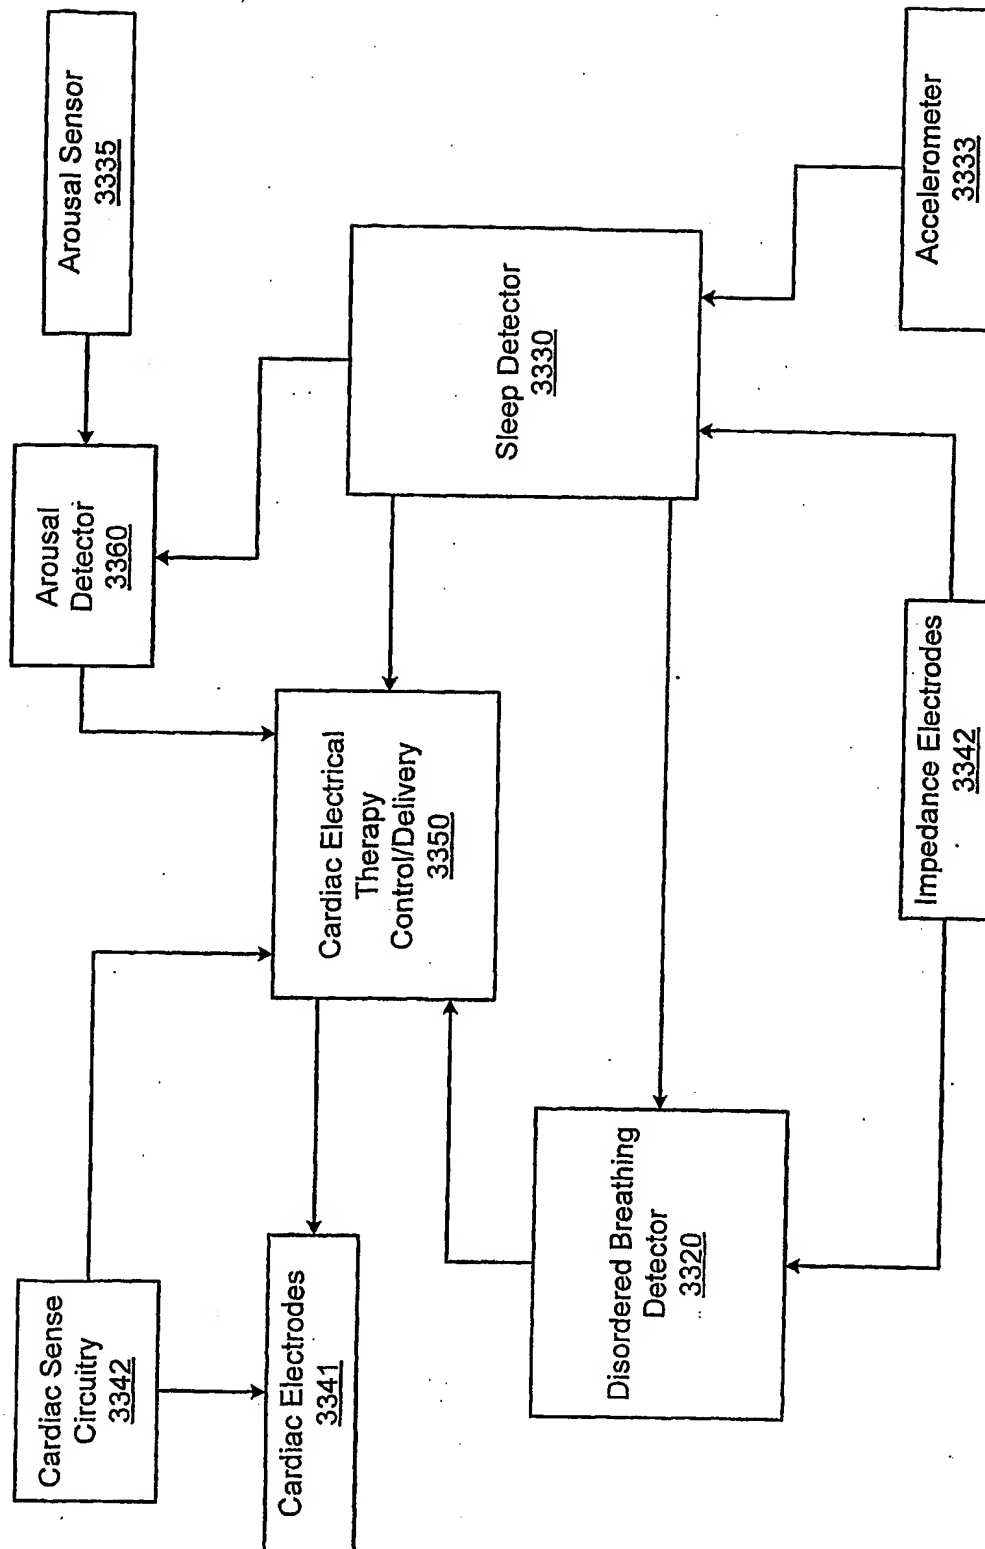 Cardiac Sense
Circuitry
3342
Arousal
Detector
3360
Arousal Sensor
3335
Cardiac Electrodes
3341
Cardiac Electrical
Therapy
Control/Delivery
3350
Sleep Detector
3330
Disordered Breathing
Detector
3320
Impedance Electrodes
3342
Accelerometer
3333